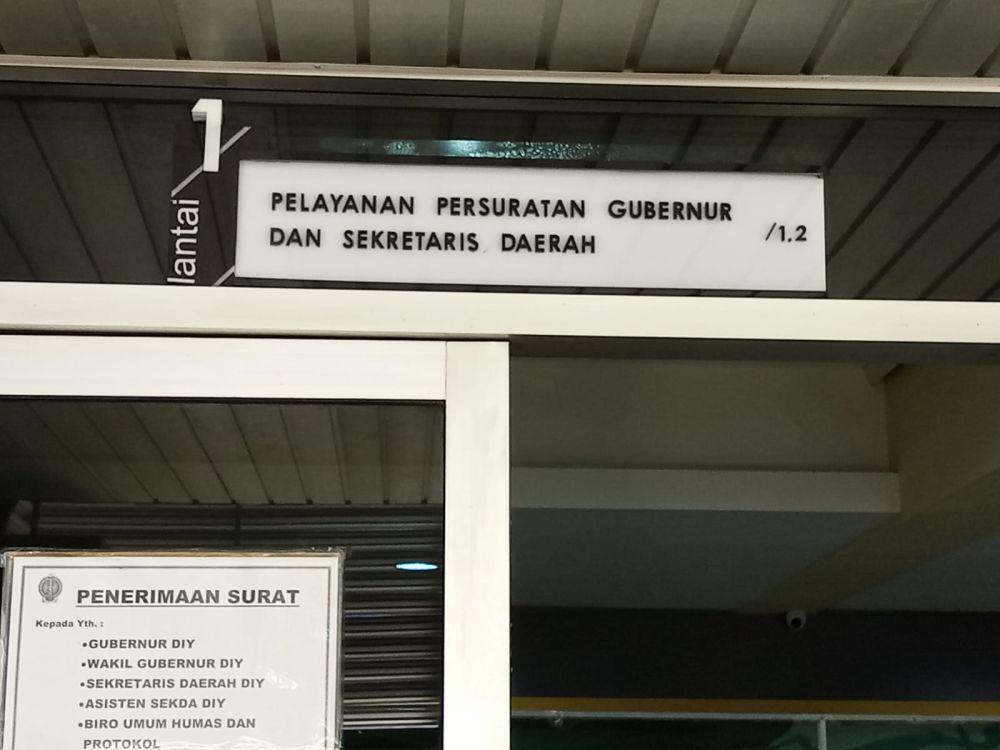 1
lantai
PELAYANAN PERSURATAN GUBERNUR
DAN SEKRETARIS DAERAH
/1.2
PENERIMAAN SURAT
Kepada Yth. :
•GUBERNUR DIY
•WAKIL GUBERNUR DIY
•SEKRETARIS DAERAH DIY
•ASISTEN SEKDA DIY
•BIRO UMUM HUMAS DAN
PROTOKOL